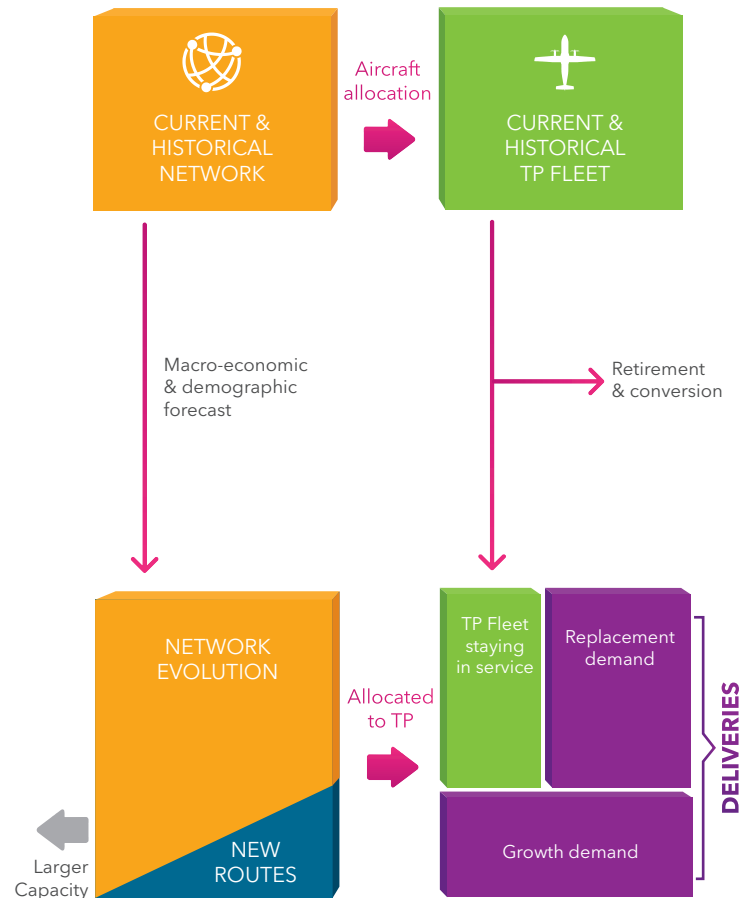 Aircraft
allocation
CURRENT &
HISTORICAL
NETWORK
CURRENT &
HISTORICAL
TP FLEET
Macro-economic
& demographic
forecast
Retirement
& conversion
NETWORK
EVOLUTION
Allocated
to TP
TP Fleet
staying
in service
Replacement
demand
DELIVERIES
Growth demand
NEW
ROUTES
Larger
Capacity